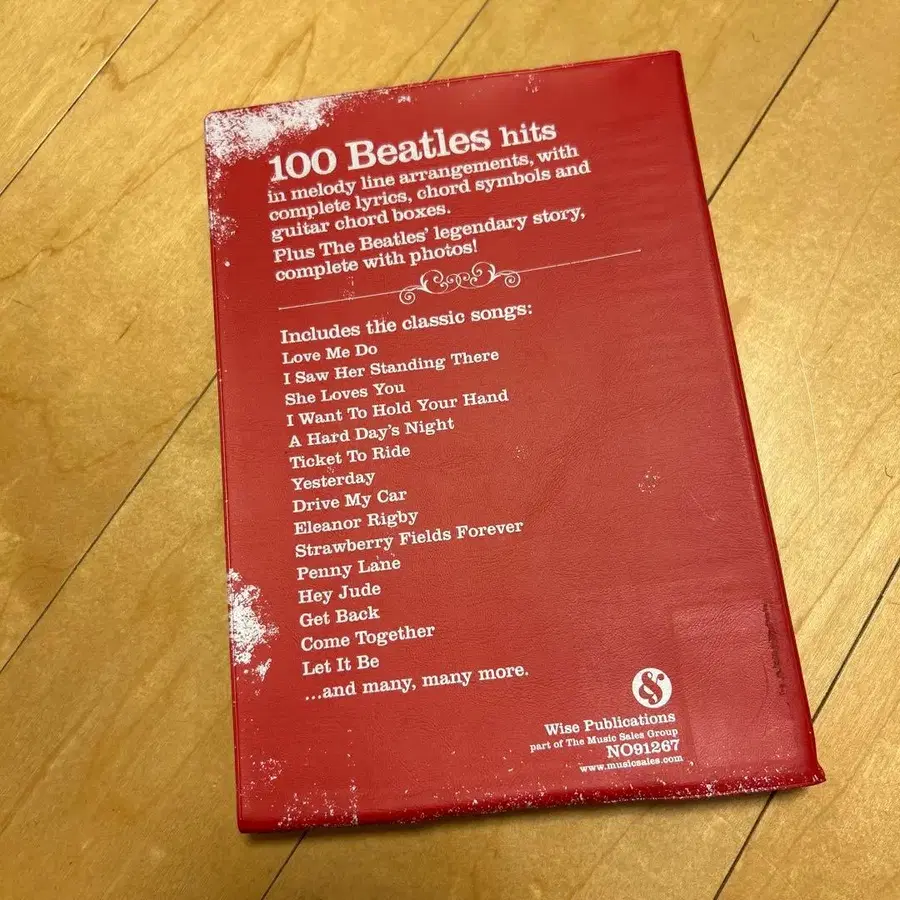 100 Beatles hits
in melody line arrangements, with
complete lyrics, chord symbols and
guitar chord boxes.
Plus The Beatles' legendary story,
complete with photos!
Includes the classic songs:
Love Me Do
I Saw Her Standing There
She Loves You
I Want To Hold Your Hand
A Hard Day's Night
Ticket To Ride
Yesterday
Drive My Car
Eleanor Rigby
Strawberry Fields Forever
Penny Lane
Hey Jude
Get Back
Come Together
Let It Be
...and many, many more.
&
Wise Publications
part of The Music Sales Group
NO91267
www.musicsales.com